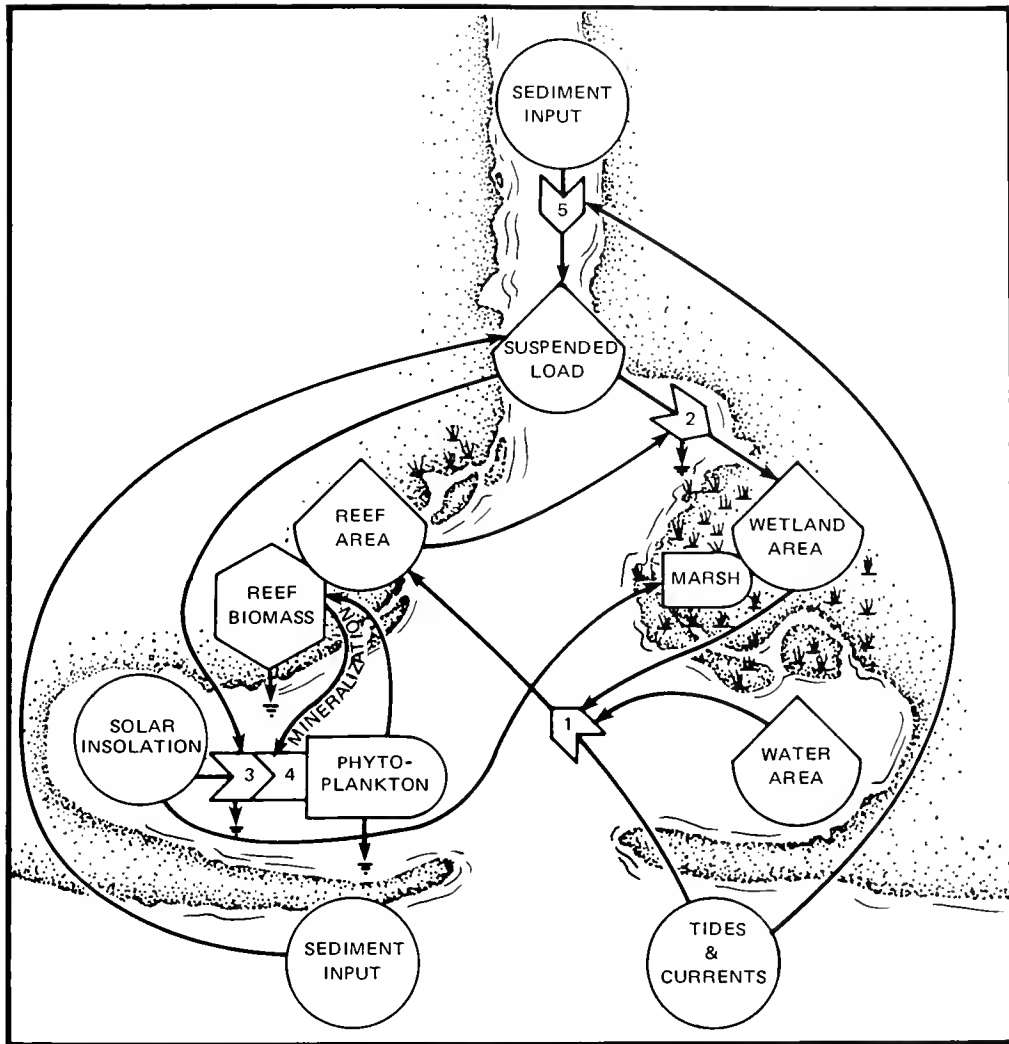 SEDIMENT
INPUT
5
SUSPENDED
LOAD
2
REEF
AREA
WETLAND
AREA
MARSH
REEF
BIOMASS
MINERALIZATION
1
SOLAR
INSOLATION
3
4
PHYTO-
PLANKTON
WATER
AREA
SEDIMENT
INPUT
TIDES
&
CURRENTS